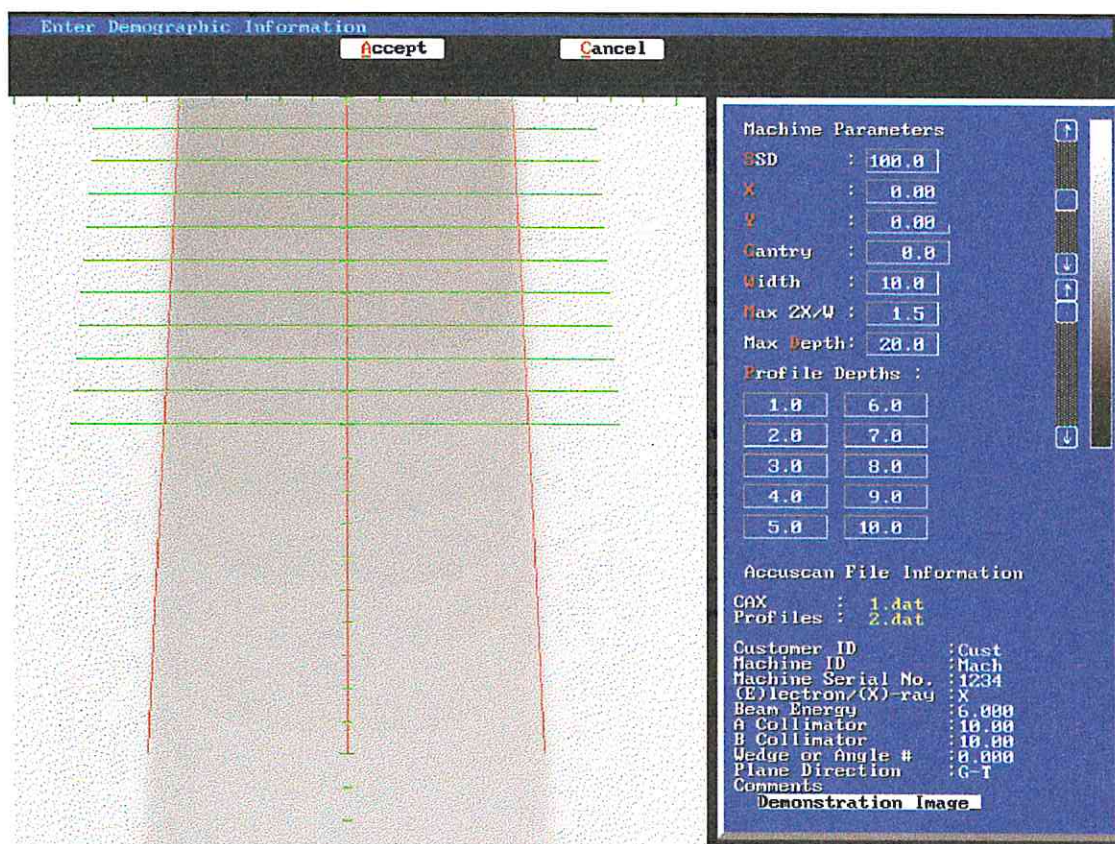 Enter Demographic Information
Accept Cancel
Machine Parameters
SSD : 100.0
X : 0.00
Y : 0.00
Gantry : 0.0
Width : 10.0
Max 2X/W : 1.5
Max Depth: 20.0
Profile Depths :
1.0 6.0
2.0 7.0
3.0 8.0
4.0 9.0
5.0 10.0
Accuscan File Information
CAX : 1.dat
Profiles : 2.dat
Customer ID :Cust
Machine ID :Mach
Machine Serial No. :1234
(E)lectron/(X)-ray :X
Beam Energy :6.000
A Collimator :10.00
B Collimator :10.00
Wedge or Angle # :0.000
Plane Direction :G-T
Comments
Demonstration Image_